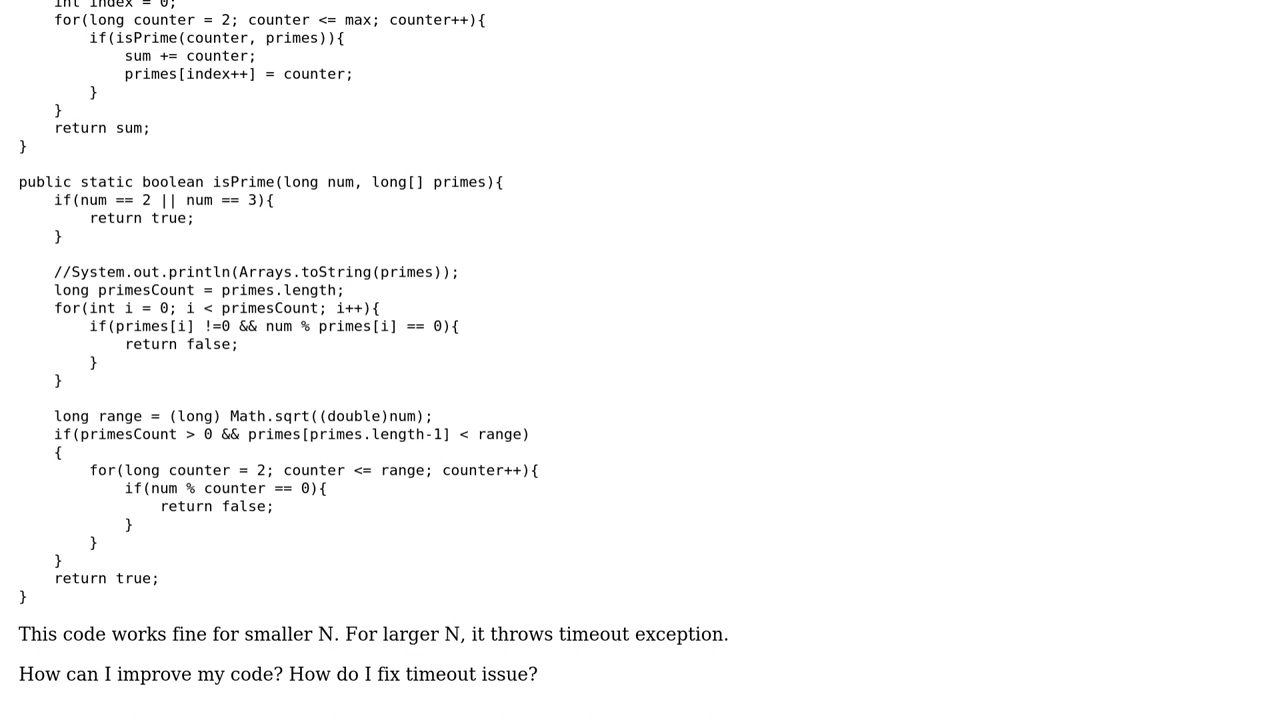 int index = 0;
for(long counter = 2; counter <= max; counter++){
if(isPrime(counter, primes)){
sum += counter;
primes[index++] = counter;
}
}
return sum;
}
public static boolean isPrime(long num, long[] primes){
if(num == 2 || num == 3){
return true;
}
//System.out.println(Arrays.toString(primes));
long primesCount = primes.length;
for(int i = 0; i < primesCount; i++){
if(primes[i] !=0 && num % primes[i] == 0){
return false;
}
}
long range = (long) Math.sqrt((double)num);
if(primesCount > 0 && primes[primes.length-1] < range)
{
for(long counter = 2; counter <= range; counter++){
if(num % counter == 0){
return false;
}
}
}
return true;
}
This code works fine for smaller N. For larger N, it throws timeout exception.
How can I improve my code? How do I fix timeout issue?